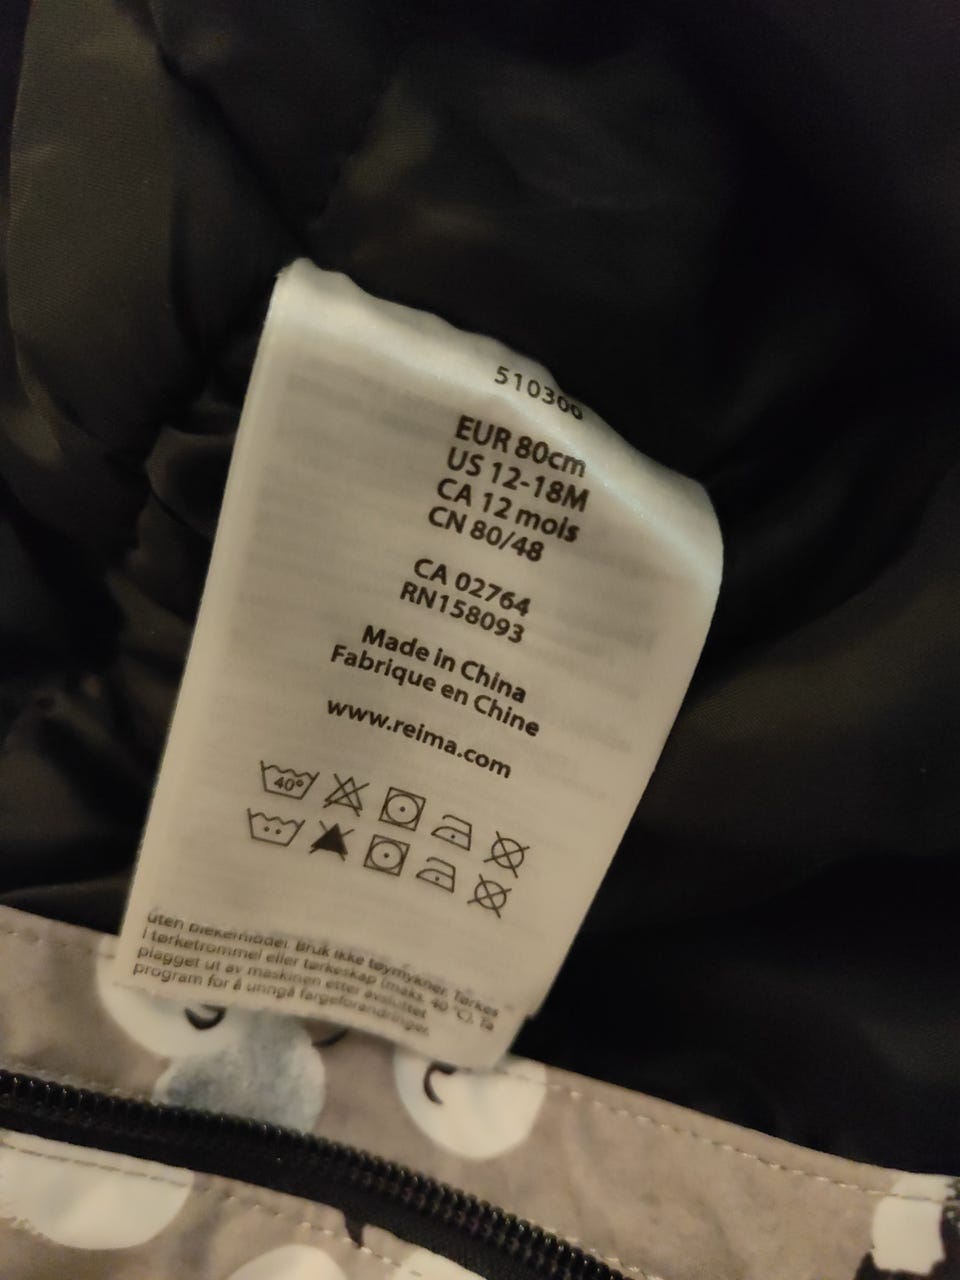 510300
EUR 80cm
US 12-18M
CA 12 mois
CN 80/48
CA 02764
RN158093
Made in China
Fabrique en Chine
www.reima.com
40°
uten blekemiddel. Bruk ikke tøymykner. Tørkes
i tørketrommel eller tørkeskap (maks. 40 °C). Ta
plagget ut av maskinen etter avsluttet
program for å unngå fargeforandringer.